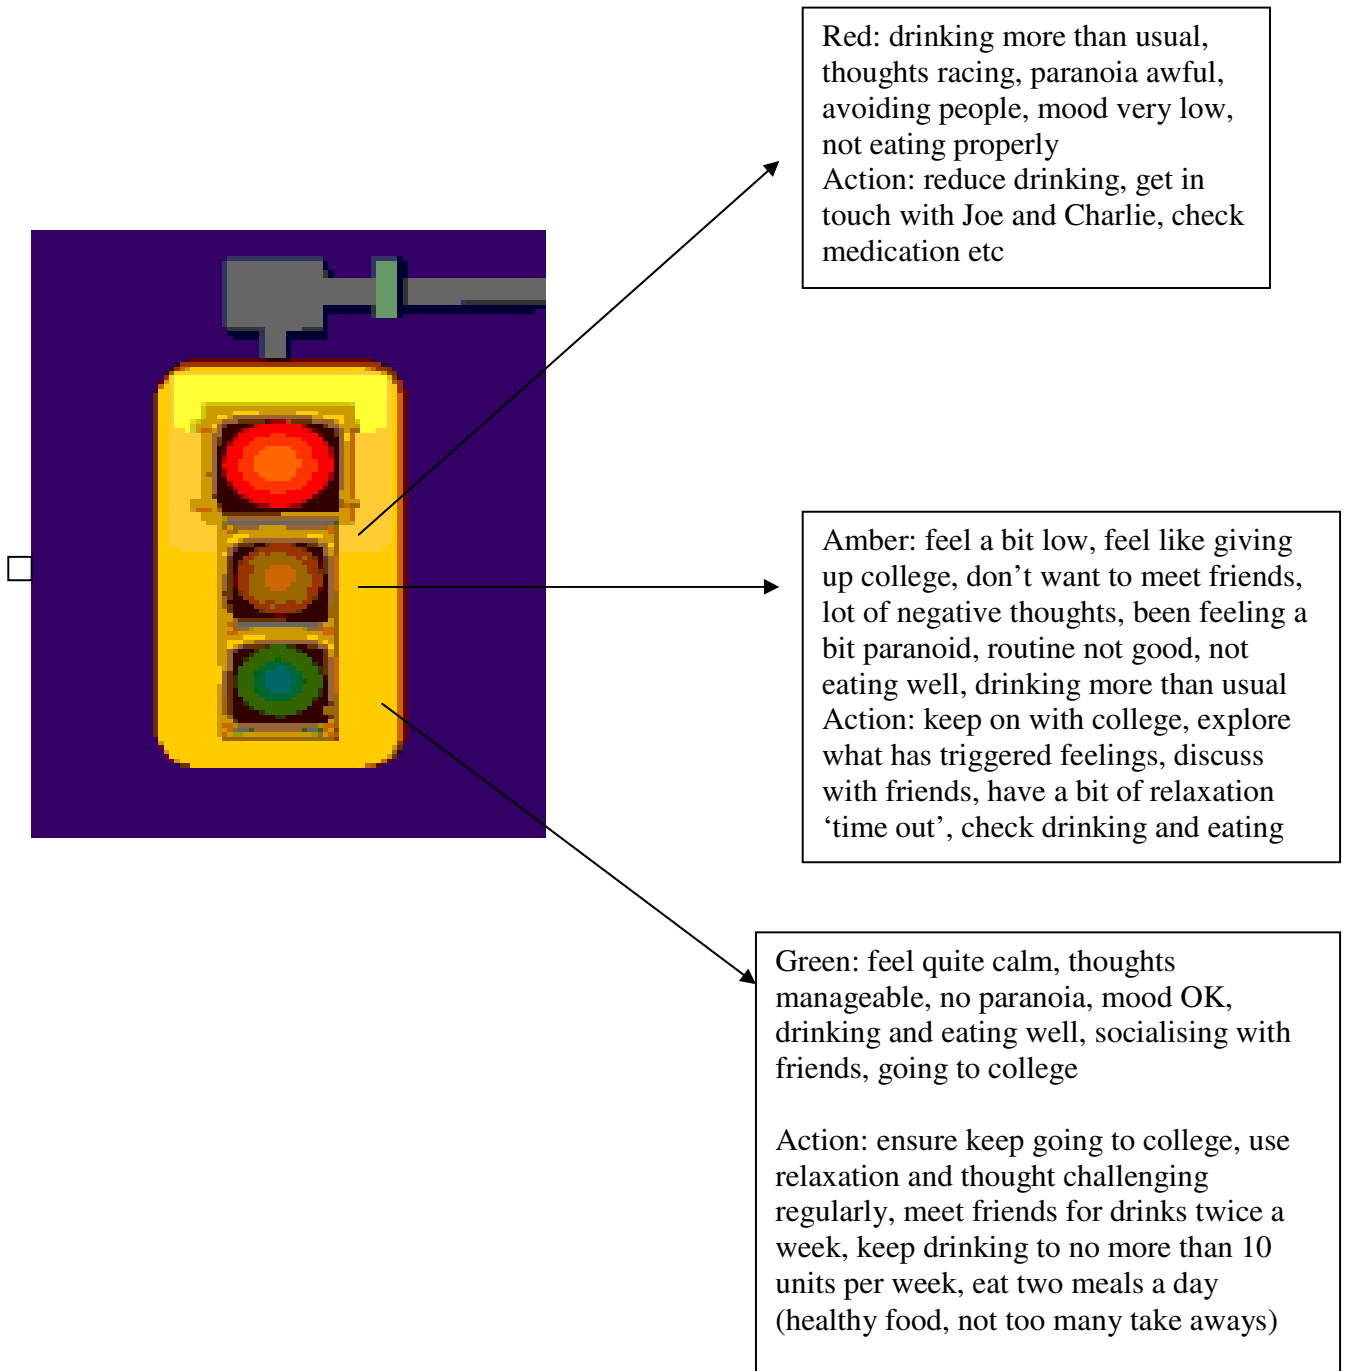 Red: drinking more than usual,
thoughts racing, paranoia awful,
avoiding people, mood very low,
not eating properly
Action: reduce drinking, get in
touch with Joe and Charlie, check
medication etc
Amber: feel a bit low, feel like giving
up college, don’t want to meet friends,
lot of negative thoughts, been feeling a
bit paranoid, routine not good, not
eating well, drinking more than usual
Action: keep on with college, explore
what has triggered feelings, discuss
with friends, have a bit of relaxation
‘time out’, check drinking and eating
Green: feel quite calm, thoughts
manageable, no paranoia, mood OK,
drinking and eating well, socialising with
friends, going to college
Action: ensure keep going to college, use
relaxation and thought challenging
regularly, meet friends for drinks twice a
week, keep drinking to no more than 10
units per week, eat two meals a day
(healthy food, not too many take aways)